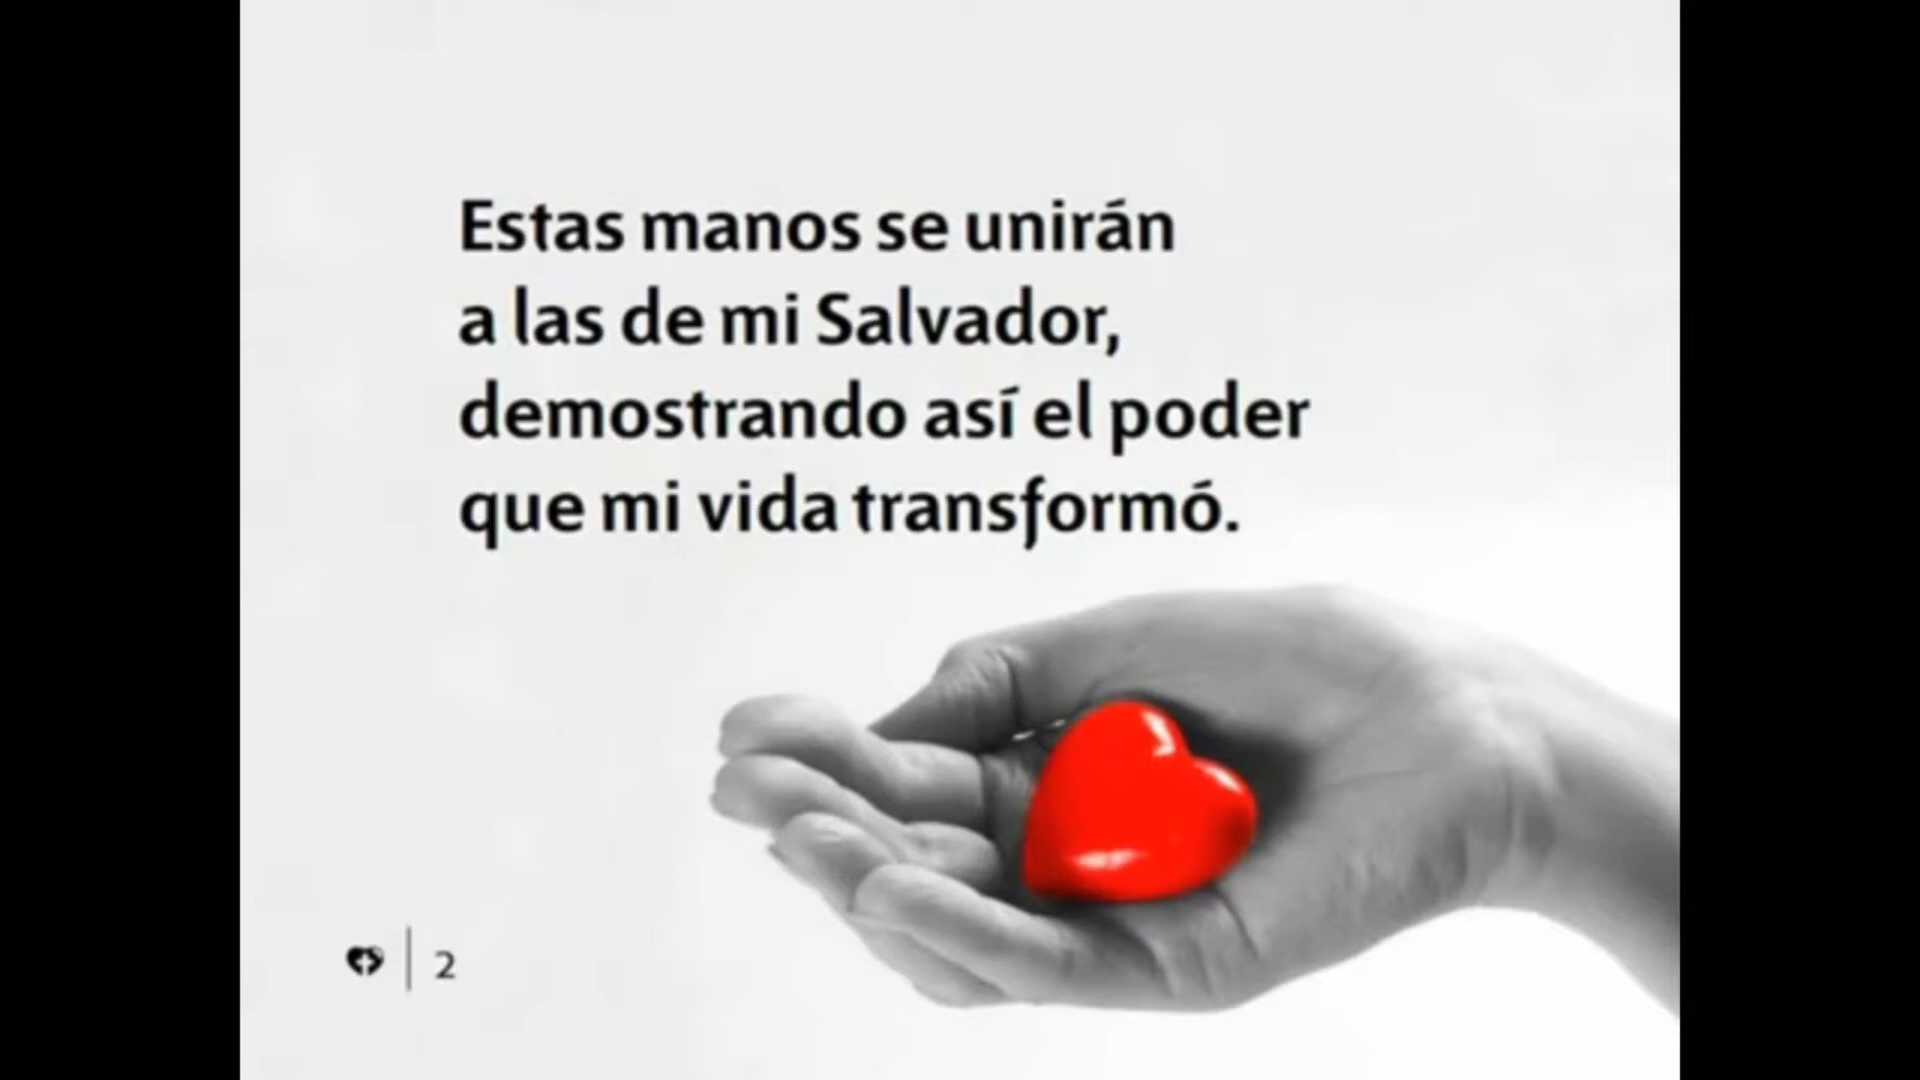 Estas manos se unirán
a las de mi Salvador,
demostrando así el poder
que mi vida transformó.
2